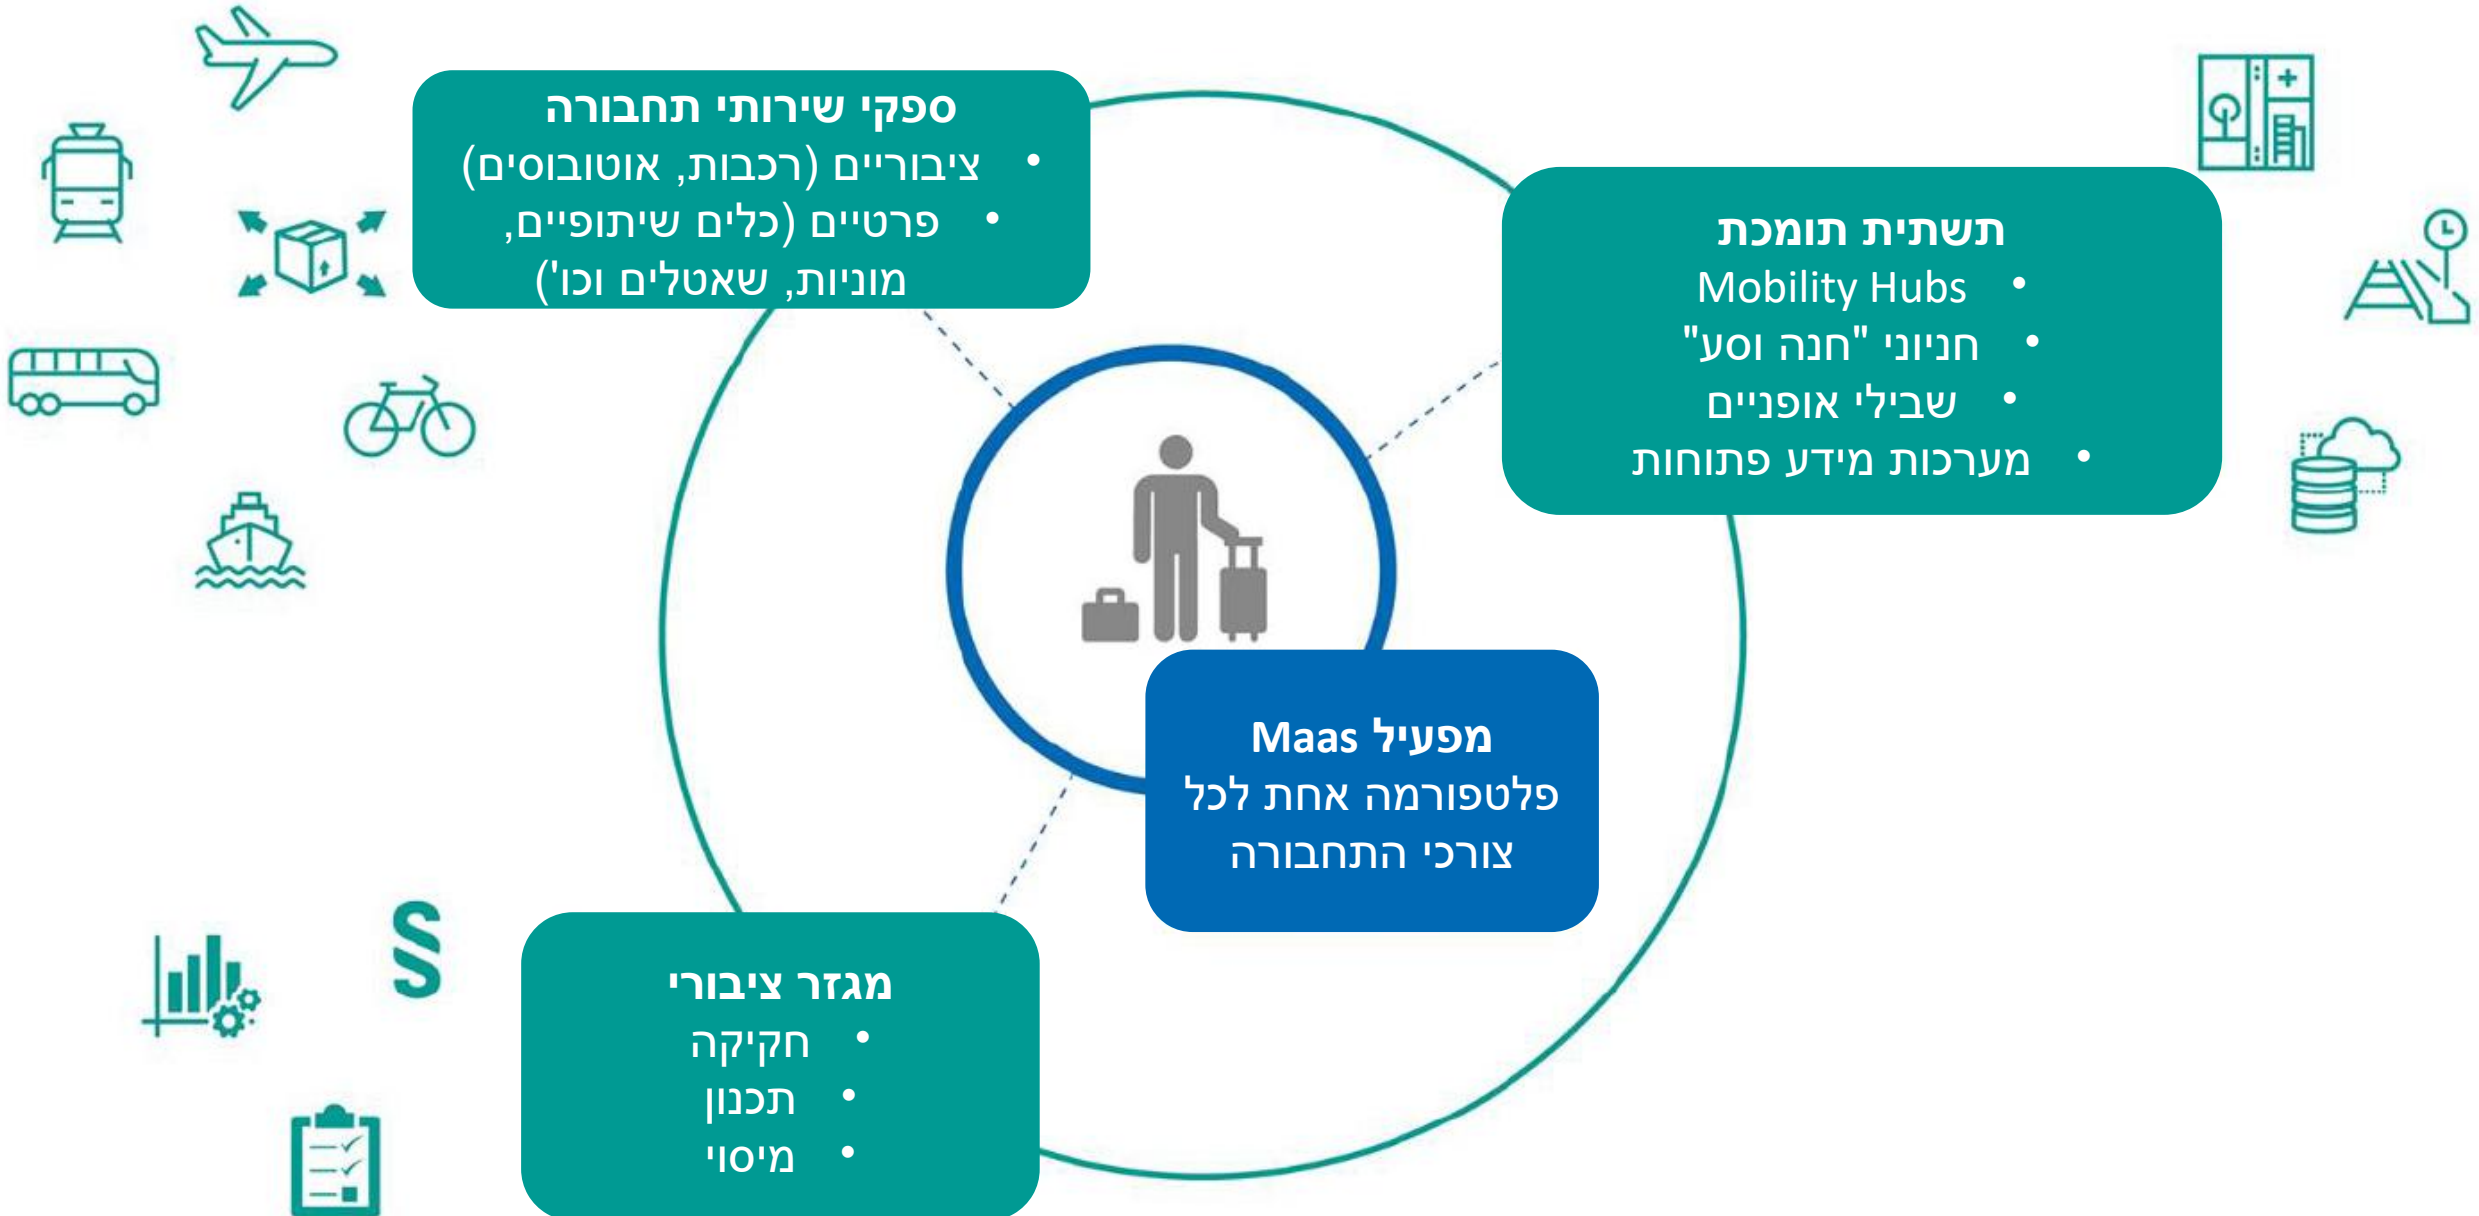 ספקי שירותי תחבורה
• ציבוריים (רכבות, אוטובוסים)
• פרטיים (כלים שיתופיים,
מוניות, שאטלים וכו')
תשתית תומכת
• Mobility Hubs
• חניוני "חנה וסע"
• שבילי אופניים
• מערכות מידע פתוחות
מפעיל Maas
פלטפורמה אחת לכל
צורכי התחבורה
§
מגזר ציבורי
• חקיקה
• תכנון
• מיסוי